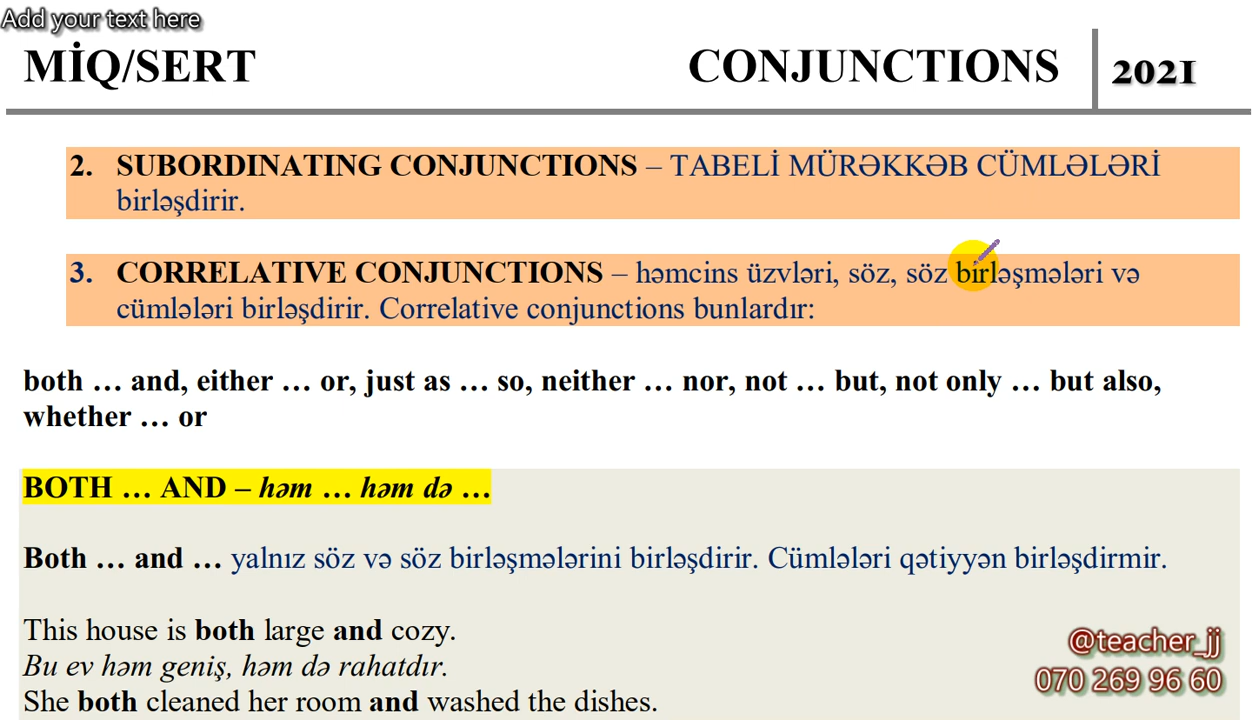 Add your text here
MİQ/SERT CONJUNCTIONS 2021
2. SUBORDINATING CONJUNCTIONS – TABELİ MÜRƏKKƏB CÜMLƏLƏRİ
birləşdirir.
3. CORRELATIVE CONJUNCTIONS – həmcins üzvləri, söz, söz birləşmələri və
cümlələri birləşdirir. Correlative conjunctions bunlardır:
both … and, either … or, just as … so, neither … nor, not … but, not only … but also,
whether … or
BOTH … AND – həm … həm də …
Both … and … yalnız söz və söz birləşmələrini birləşdirir. Cümlələri qətiyyən birləşdirmir.
This house is both large and cozy.
Bu ev həm geniş, həm də rahatdır.
She both cleaned her room and washed the dishes.
@teacher_jj
070 269 96 60